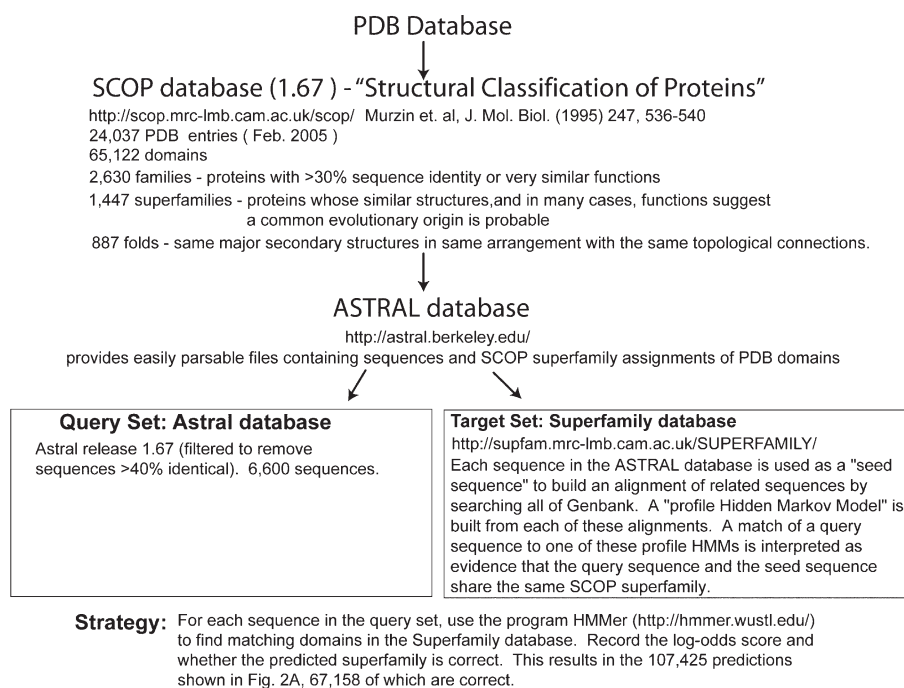 PDB Database
SCOP database (1.67 ) - “Structural Classification of Proteins”
http://scop.mrc-lmb.cam.ac.uk/scop/ Murzin et. al, J. Mol. Biol. (1995) 247, 536-540
24,037 PDB entries ( Feb. 2005 )
65,122 domains
2,630 families - proteins with >30% sequence identity or very similar functions
1,447 superfamilies - proteins whose similar structures,and in many cases, functions suggest
a common evolutionary origin is probable
887 folds - same major secondary structures in same arrangement with the same topological connections.
ASTRAL database
http://astral.berkeley.edu/
provides easily parsable files containing sequences and SCOP superfamily assignments of PDB domains
Query Set: Astral database
Astral release 1.67 (filtered to remove
sequences >40% identical). 6,600 sequences.
Target Set: Superfamily database
http://supfam.mrc-lmb.cam.ac.uk/SUPERFAMILY/
Each sequence in the ASTRAL database is used as a "seed
sequence" to build an alignment of related sequences by
searching all of Genbank. A "profile Hidden Markov Model" is
built from each of these alignments. A match of a query
sequence to one of these profile HMMs is interpreted as
evidence that the query sequence and the seed sequence
share the same SCOP superfamily.
Strategy: For each sequence in the query set, use the program HMMer (http://hmmer.wustl.edu/)
to find matching domains in the Superfamily database. Record the log-odds score and
whether the predicted superfamily is correct. This results in the 107,425 predictions
shown in Fig. 2A, 67,158 of which are correct.